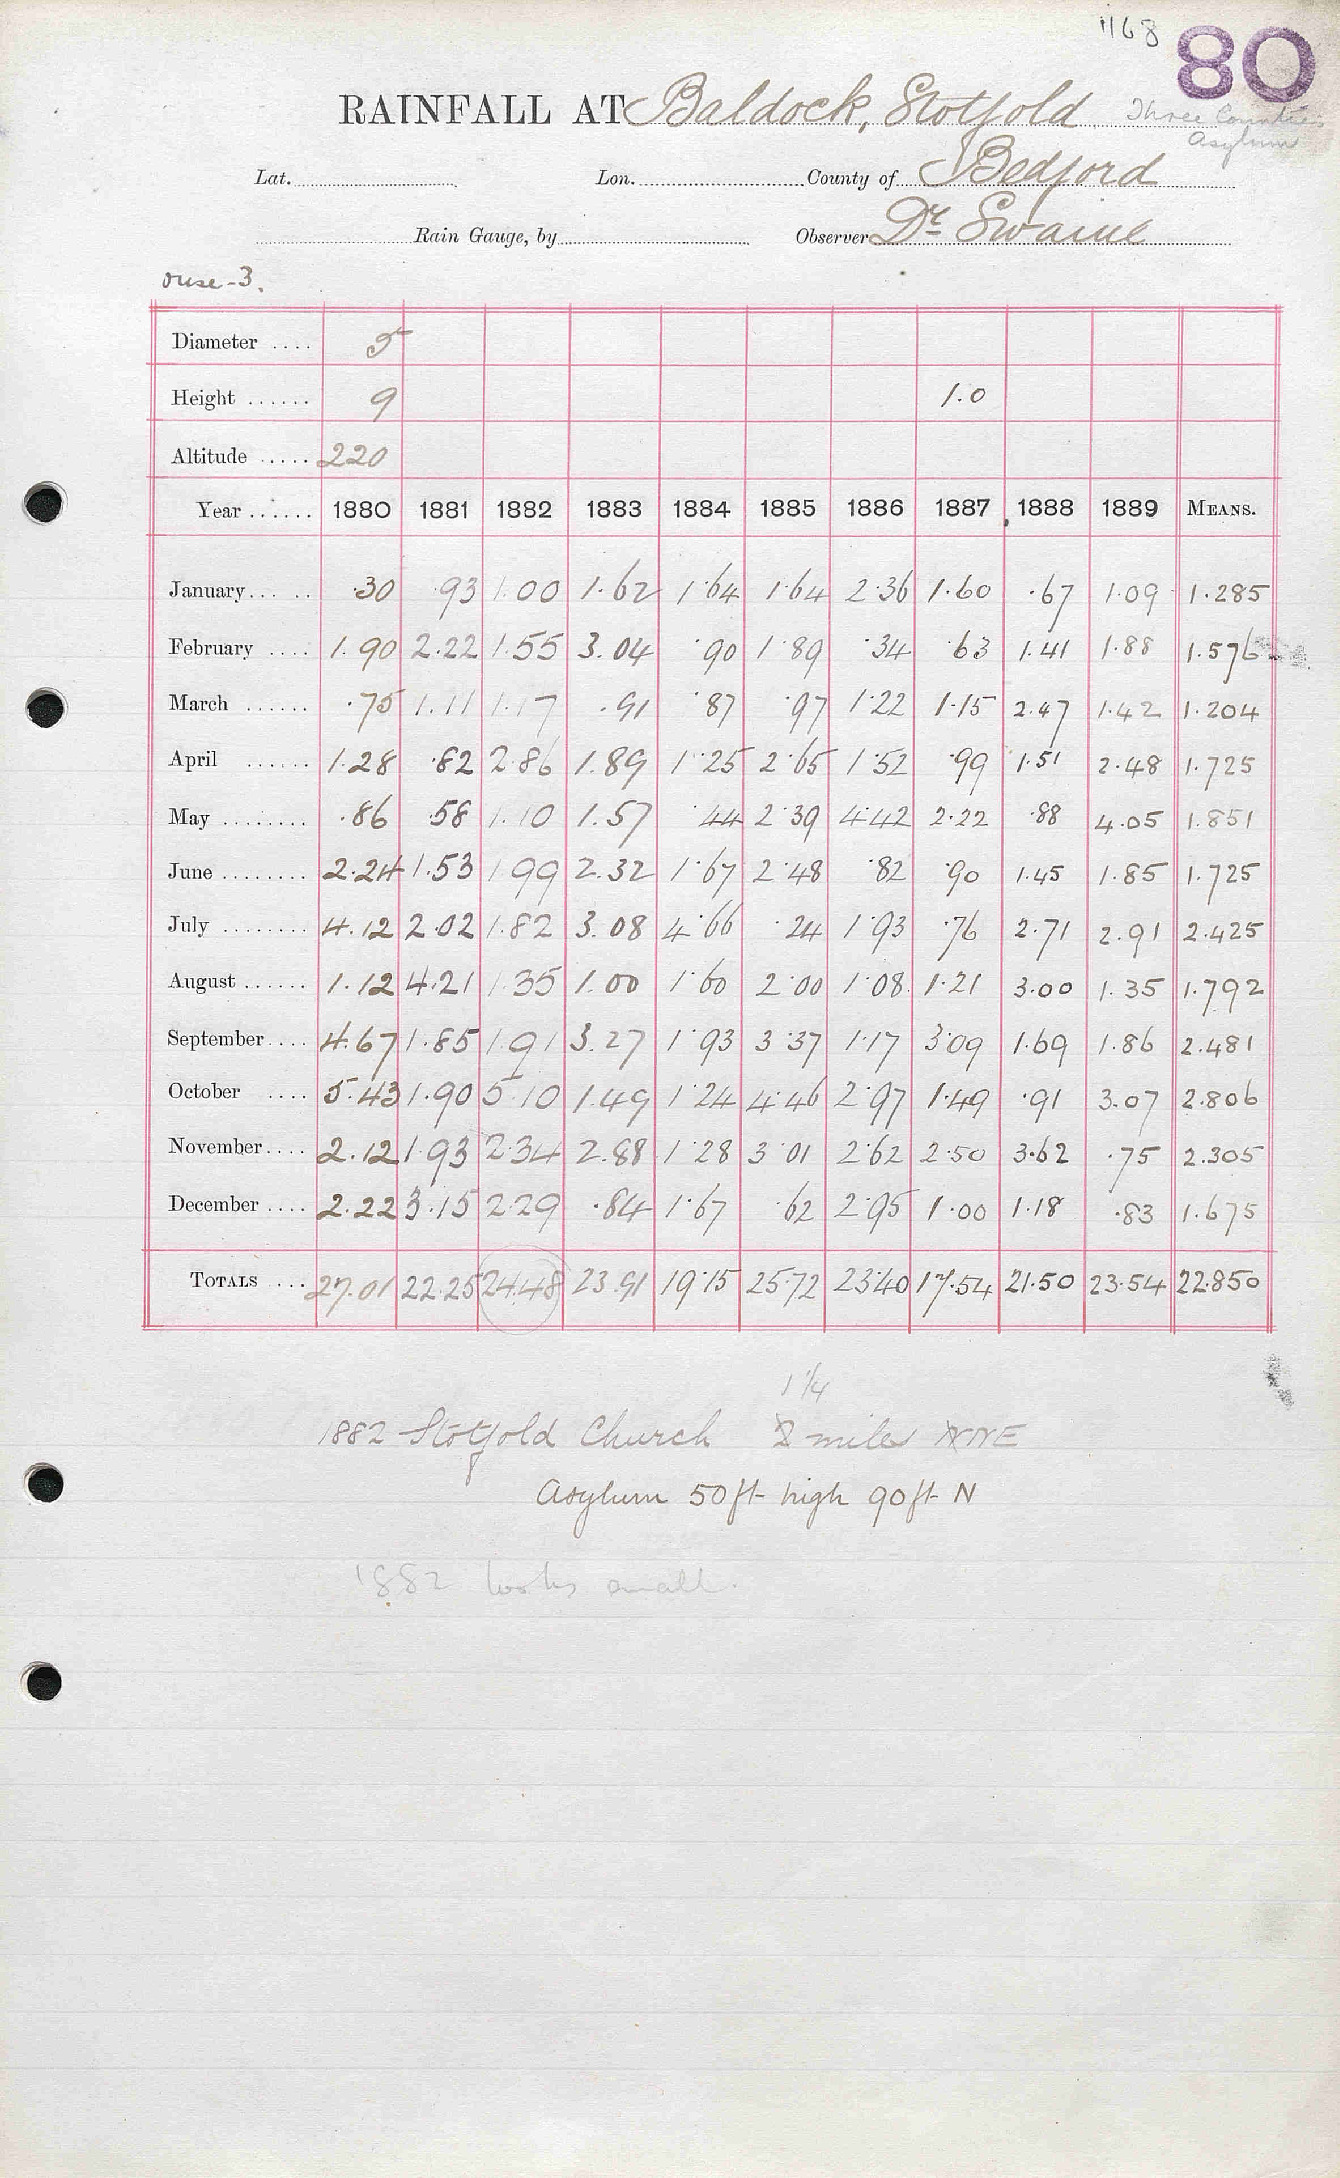 1168 80
RAINFALL AT Baldock, Stotfold Three Counties
Asylum
Lat. Lon. County of Bedford
Rain Gauge, by Observer Dr Swaine
Ouse-3.
Diameter .... 5
Height ...... 9 1.0
Altitude ..... 220
Year ...... 1880 1881 1882 1883 1884 1885 1886 1887 1888 1889 MEANS.
January ... .. .30 .93 1.00 1.62 1.64 1.64 2.36 1.60 .67 1.09 1.285
February .... 1.90 2.22 1.55 3.04 .90 1.89 .34 .63 1.41 1.88 1.576
March ...... .75 1.11 1.17 .91 .87 .97 1.22 1.15 2.47 1.42 1.204
April ...... 1.28 .82 2.86 1.89 1.25 2.65 1.52 .99 1.51 2.48 1.725
May ........ .86 .58 1.10 1.57 .44 2.39 4.42 2.22 .88 4.05 1.851
June ........ 2.24 1.53 1.99 2.32 1.67 2.48 .82 .90 1.45 1.85 1.725
July ........ 4.12 2.02 1.82 3.08 4.66 .24 1.93 .76 2.71 2.91 2.425
August ...... 1.12 4.21 1.35 1.00 1.60 2.00 1.08 1.21 3.00 1.35 1.792
September .... 4.67 1.85 1.91 3.27 1.93 3.37 1.17 3.09 1.69 1.86 2.481
October .... 5.43 1.90 5.10 1.49 1.24 4.46 2.97 1.49 .91 3.07 2.806
November .... 2.12 1.93 2.34 2.88 1.28 3.01 2.62 2.50 3.62 .75 2.305
December .... 2.22 3.15 2.29 .84 1.67 .62 2.95 1.00 1.18 .83 1.675
TOTALS ... 27.01 22.25 24.48 23.91 19.15 25.72 23.40 17.54 21.50 23.54 22.850
1 1/4
1882 Stotfold Church 2 miles NNE
Asylum 50ft high 90ft N
1882 looks small.